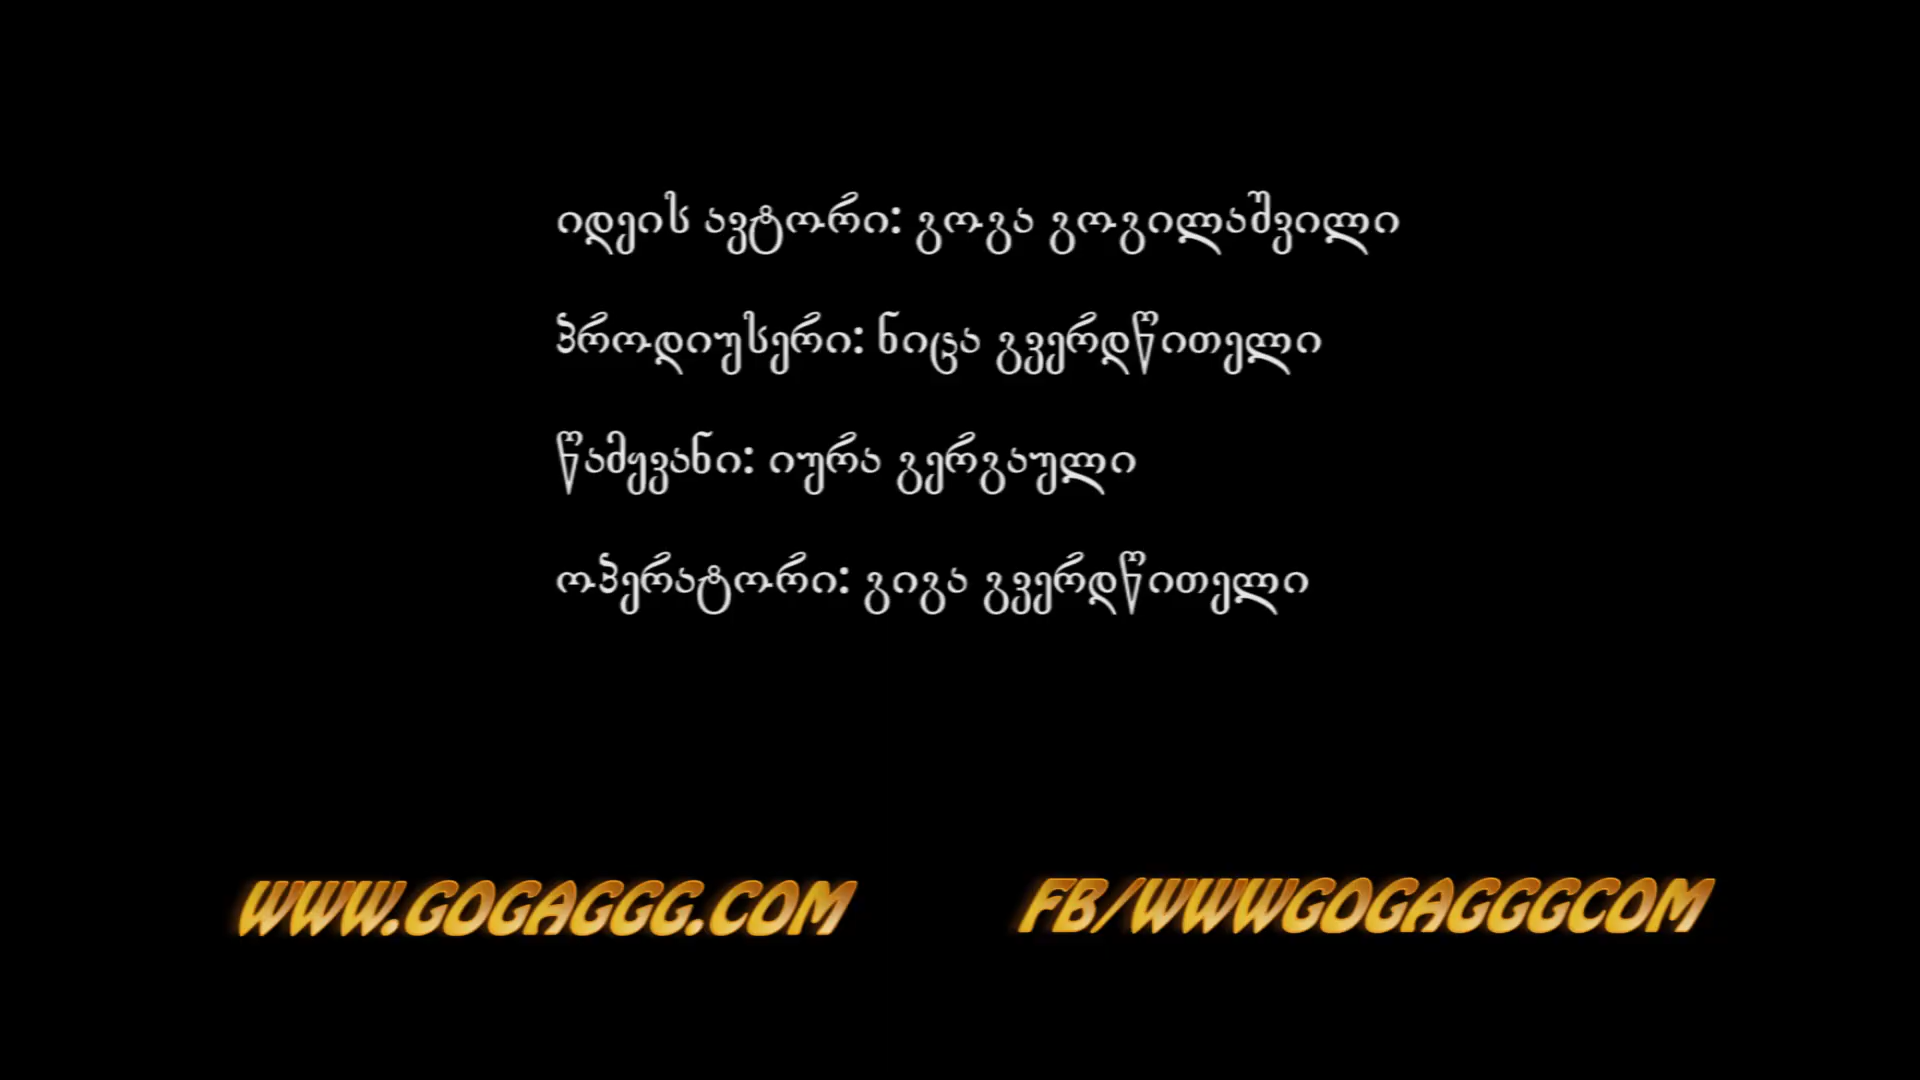 იდეის ავტორი: გოგა გოგილაშვილი
პროდიუსერი: ნიცა გვერდწითელი
წამყვანი: იურა გერგაული
ოპერატორი: გიგა გვერდწითელი
WWW.GOGAGGG.COM
FB/WWWGOGAGGGCOM